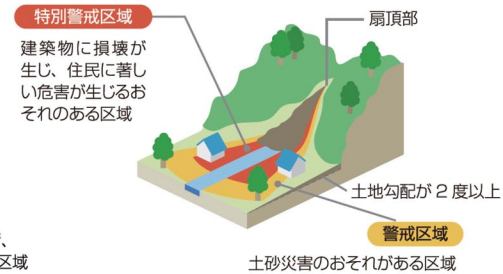 特別警戒区域
建築物に損壊が
生じ、住民に著し
い危害が生じるお
それのある区域
扇頂部
土地勾配が2度以上
警戒区域
土砂災害のおそれがある区域
、
区域